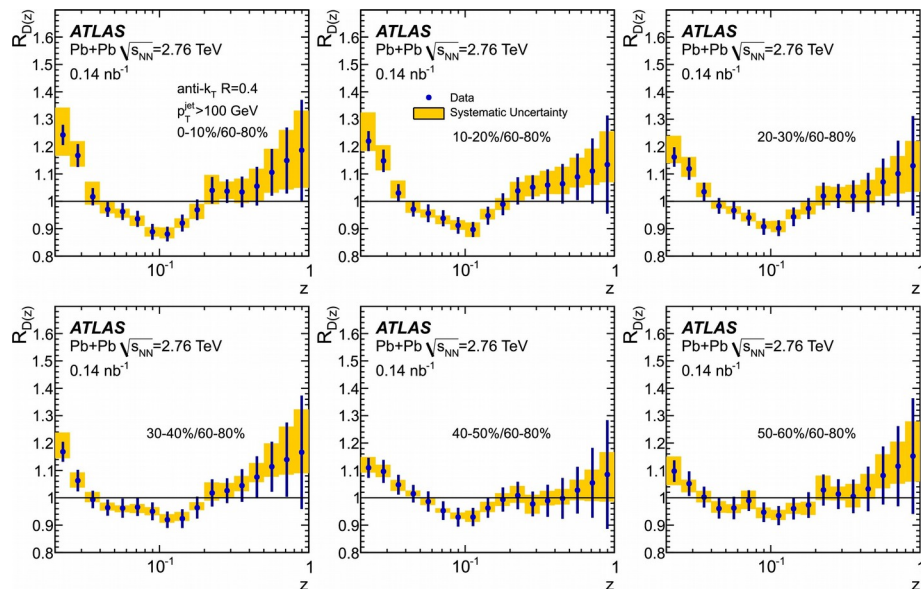 R_D(z)
1.6
1.5
1.4
1.3
1.2
1.1
1
0.9
0.8
ATLAS
Pb+Pb √s_NN=2.76 TeV
0.14 nb⁻¹
anti-k_T R=0.4
p_T^jet>100 GeV
0-10%/60-80%
10⁻¹
1
z
R_D(z)
1.6
1.5
1.4
1.3
1.2
1.1
1
0.9
0.8
ATLAS
Pb+Pb √s_NN=2.76 TeV
0.14 nb⁻¹
Data
Systematic Uncertainty
10-20%/60-80%
10⁻¹
1
z
R_D(z)
1.6
1.5
1.4
1.3
1.2
1.1
1
0.9
0.8
ATLAS
Pb+Pb √s_NN=2.76 TeV
0.14 nb⁻¹
20-30%/60-80%
10⁻¹
1
z
R_D(z)
1.6
1.5
1.4
1.3
1.2
1.1
1
0.9
0.8
ATLAS
Pb+Pb √s_NN=2.76 TeV
0.14 nb⁻¹
30-40%/60-80%
10⁻¹
1
z
R_D(z)
1.6
1.5
1.4
1.3
1.2
1.1
1
0.9
0.8
ATLAS
Pb+Pb √s_NN=2.76 TeV
0.14 nb⁻¹
40-50%/60-80%
10⁻¹
1
z
R_D(z)
1.6
1.5
1.4
1.3
1.2
1.1
1
0.9
0.8
ATLAS
Pb+Pb √s_NN=2.76 TeV
0.14 nb⁻¹
50-60%/60-80%
10⁻¹
1
z